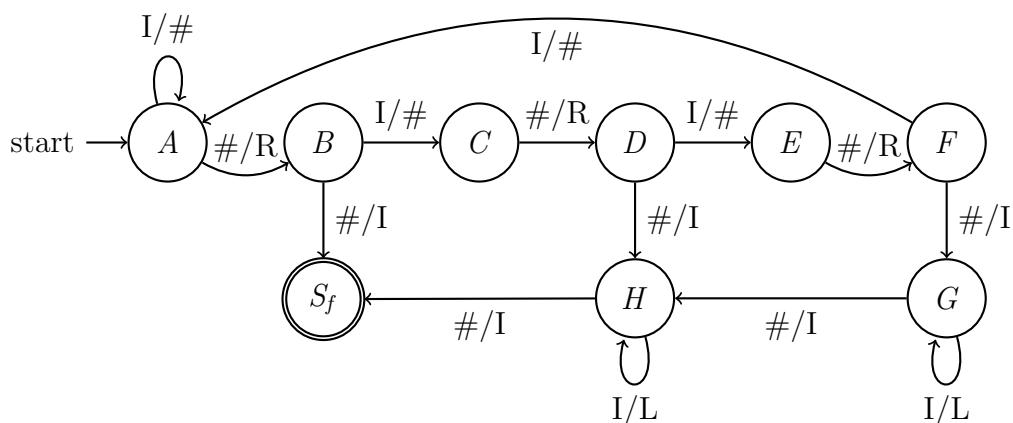 I/#
I/#
start
A
#/R
B
I/#
C
#/R
D
I/#
E
#/R
F
#/I
#/I
#/I
S_f
#/I
H
#/I
G
I/L
I/L